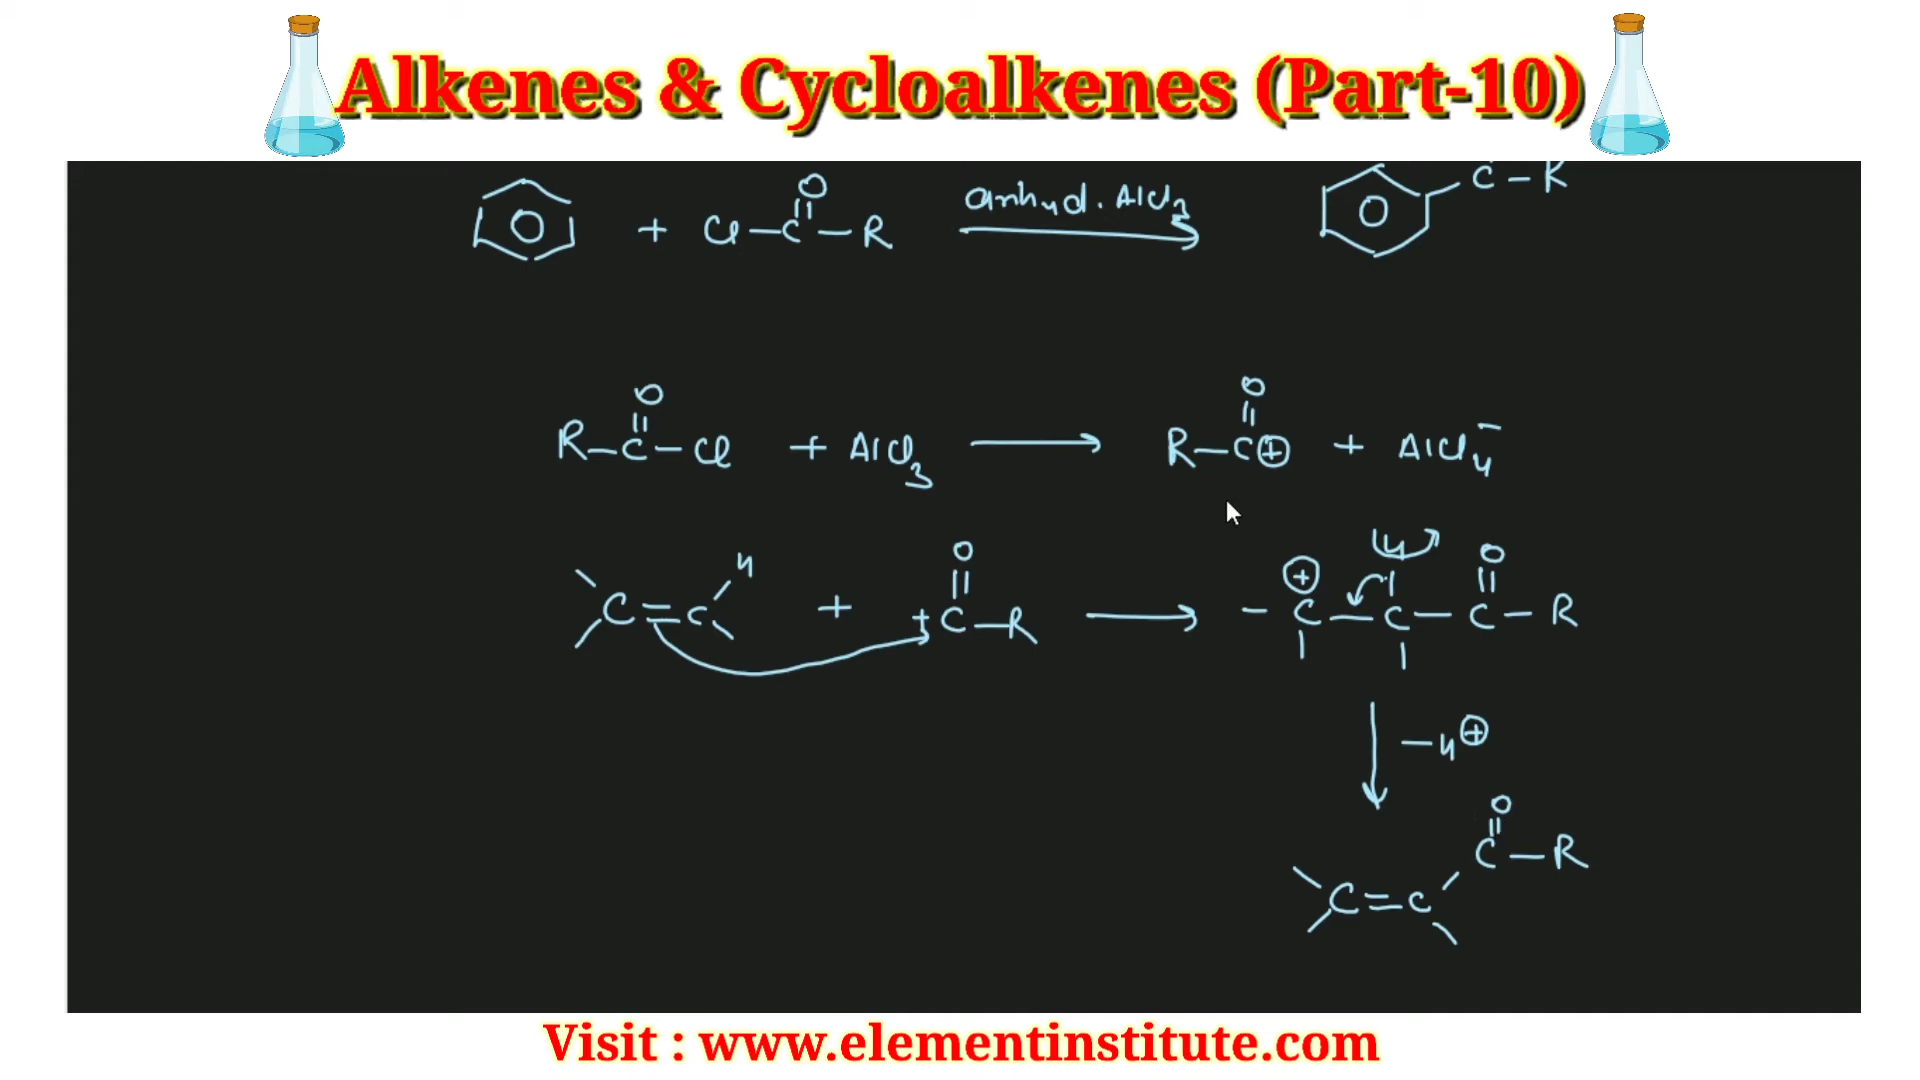 Alkenes & Cycloalkenes (Part-10)
O O
+ Cl-C-R anhyd. AlCl3 C-R
O O
R-C-Cl + AlCl3 → R-C⊕ + AlCl4⁻
H O ⊕ H O
C=C + +C-R → -C-C-C-R
-H⊕
O
C-R
C=C
Visit : www.elementinstitute.com